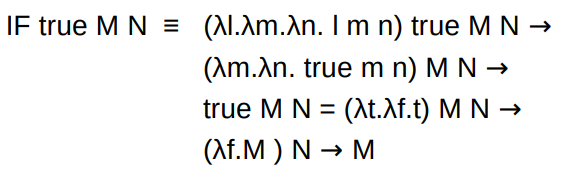 IF true M N ≡ (λl.λm.λn. l m n) true M N →
(λm.λn. true m n) M N →
true M N = (λt.λf.t) M N →
(λf.M ) N → M